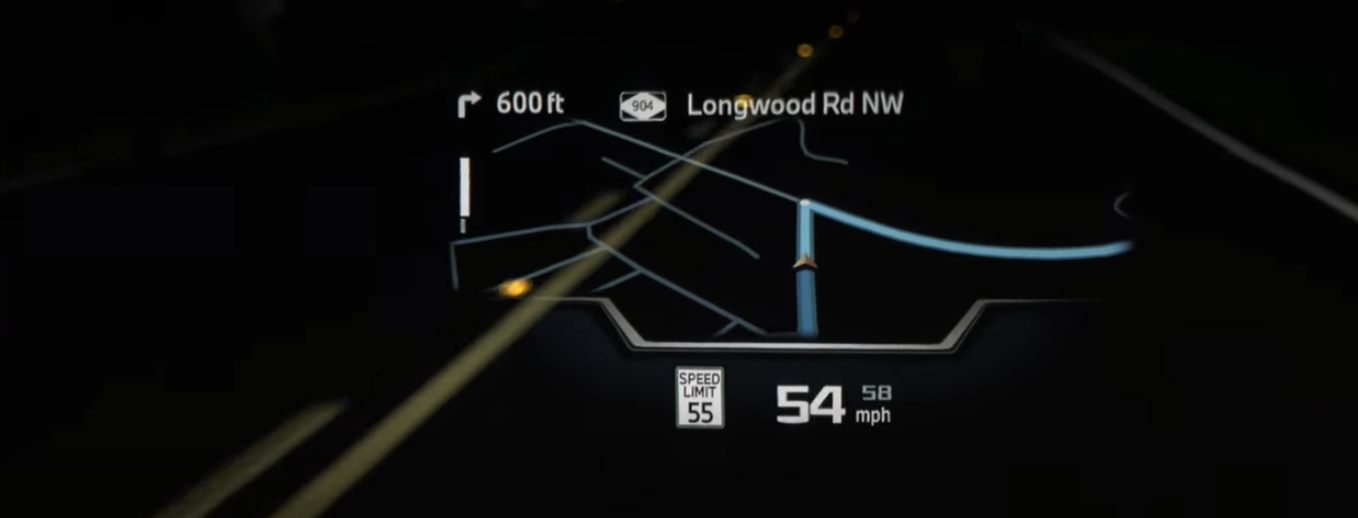 600 ft 904 Longwood Rd NW
SPEED
LIMIT
55
54 58
mph